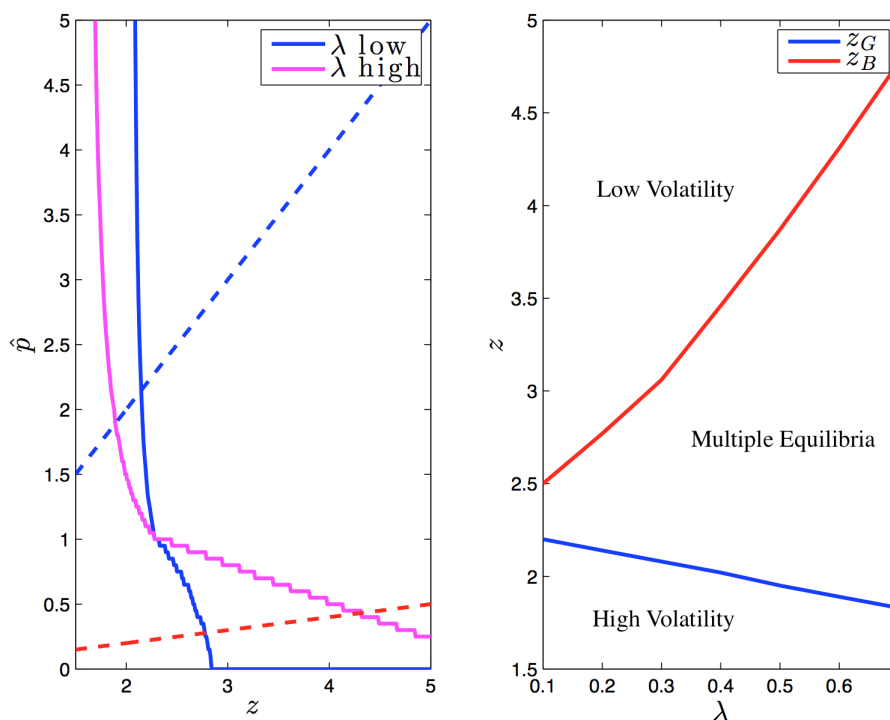 5
4.5
4
3.5
3
2.5
2
1.5
1
0.5
0
p̂
2
3
4
5
z
λ low
λ high
5
4.5
4
3.5
3
2.5
2
1.5
z
0.1
0.2
0.3
0.4
0.5
0.6
λ
z_G
z_B
Low Volatility
Multiple Equilibria
High Volatility